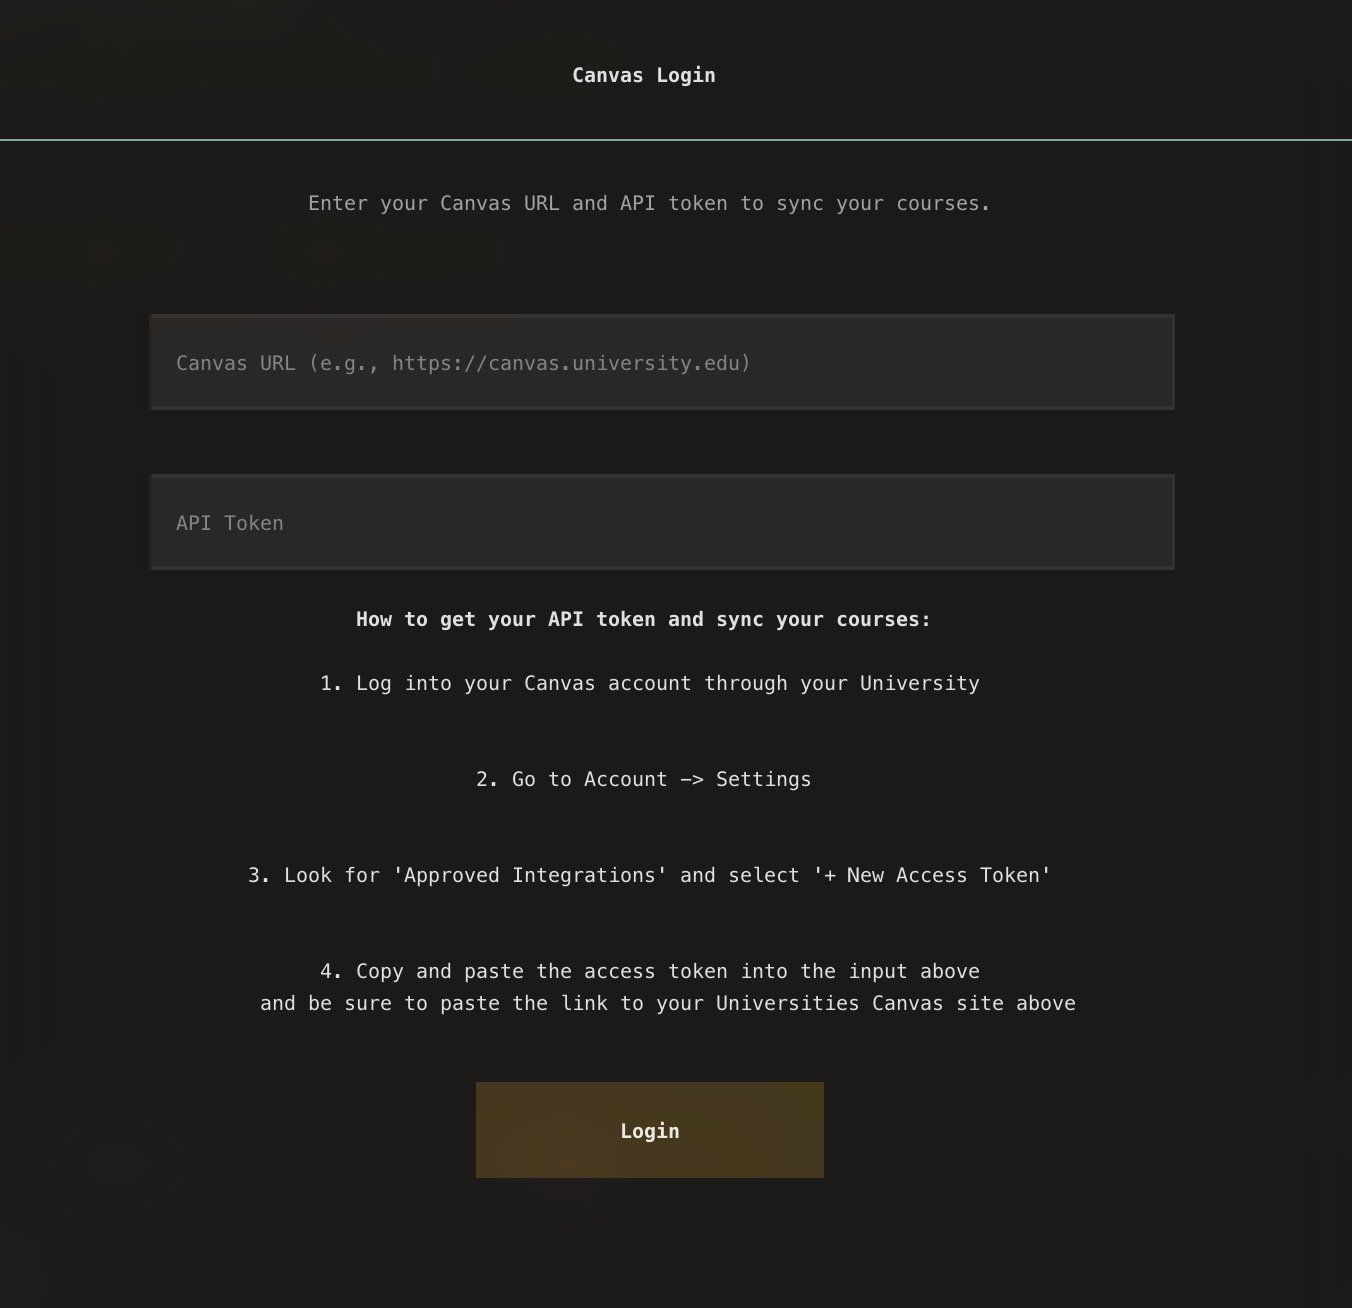 Canvas Login
Enter your Canvas URL and API token to sync your courses.
Canvas URL (e.g., https://canvas.university.edu)
API Token
How to get your API token and sync your courses:
1. Log into your Canvas account through your University
2. Go to Account -> Settings
3. Look for 'Approved Integrations' and select '+ New Access Token'
4. Copy and paste the access token into the input above
and be sure to paste the link to your Universities Canvas site above
Login